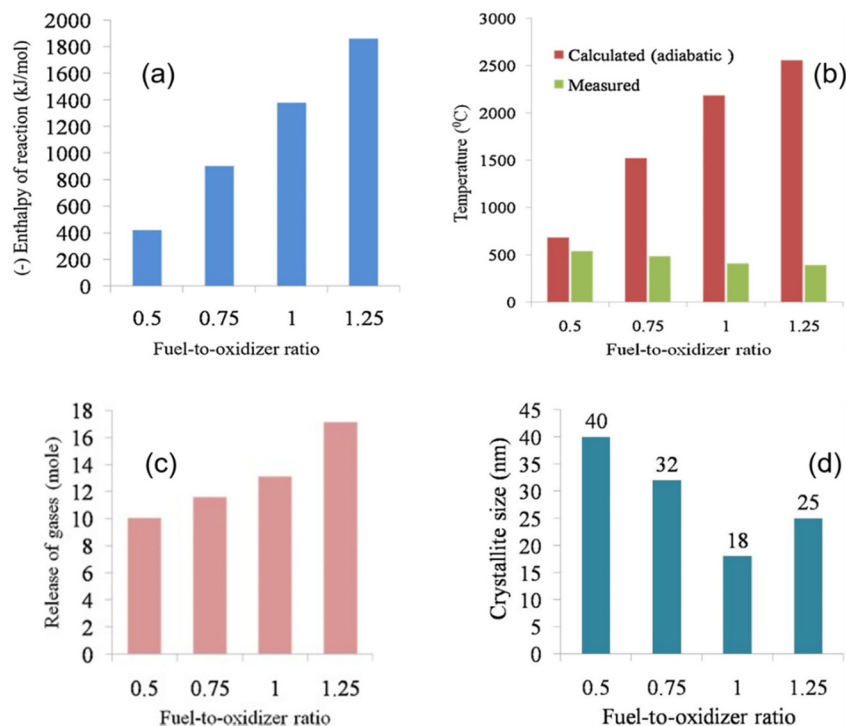 (-) Enthalpy of reaction (kJ/mol)
2000
1800
1600
1400
1200
1000
800
600
400
200
0
(a)
0.5 0.75 1 1.25
Fuel-to-oxidizer ratio
Temperature (⁰C)
3000
2500
2000
1500
1000
500
0
Calculated (adiabatic )
Measured
(b)
0.5 0.75 1 1.25
Fuel-to-oxidizer ratio
Release of gases (mole)
18
16
14
12
10
8
6
4
2
0
(c)
0.5 0.75 1 1.25
Fuel-to-oxidizer ratio
Crystallite size (nm)
45
40
35
30
25
20
15
10
5
0
40
32
18
25
(d)
0.5 0.75 1 1.25
Fuel-to-oxidizer ratio